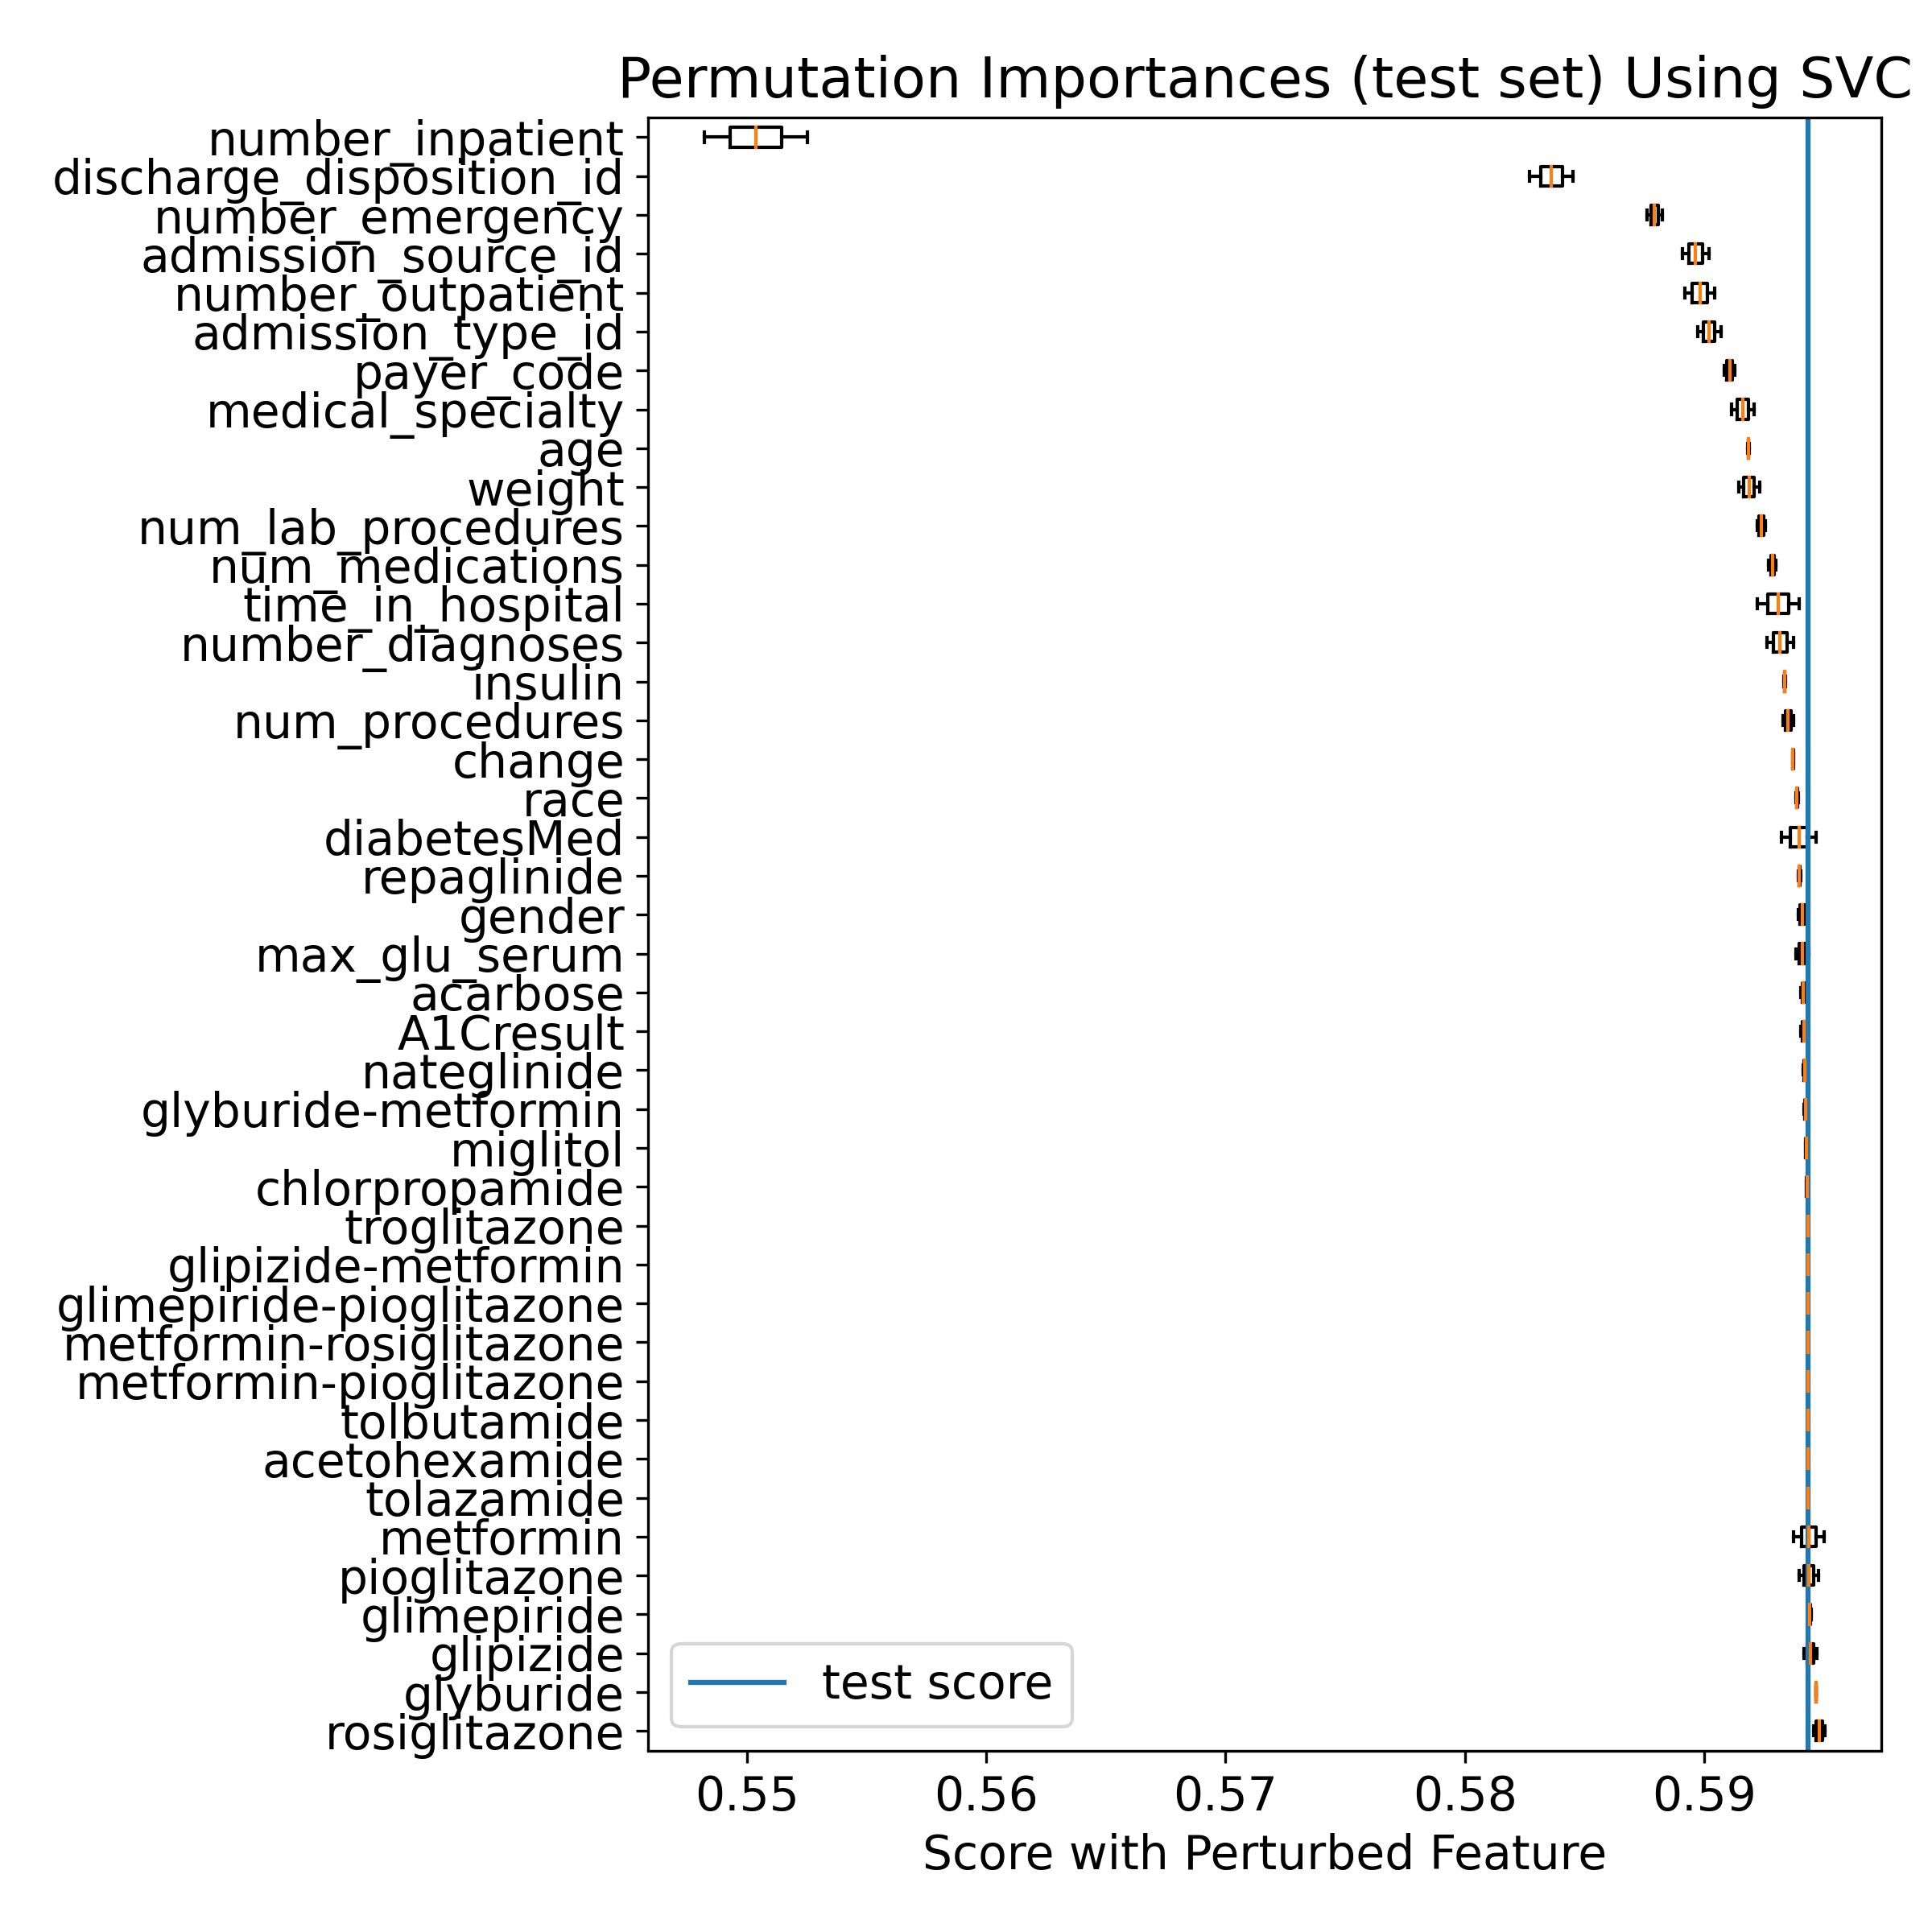 Permutation Importances (test set) Using SVC
number_inpatient
discharge_disposition_id
number_emergency
admission_source_id
number_outpatient
admission_type_id
payer_code
medical_specialty
age
weight
num_lab_procedures
num_medications
time_in_hospital
number_diagnoses
insulin
num_procedures
change
race
diabetesMed
repaglinide
gender
max_glu_serum
acarbose
A1Cresult
nateglinide
glyburide-metformin
miglitol
chlorpropamide
troglitazone
glipizide-metformin
glimepiride-pioglitazone
metformin-rosiglitazone
metformin-pioglitazone
tolbutamide
acetohexamide
tolazamide
metformin
pioglitazone
glimepiride
glipizide
glyburide
rosiglitazone
test score
0.55 0.56 0.57 0.58 0.59
Score with Perturbed Feature